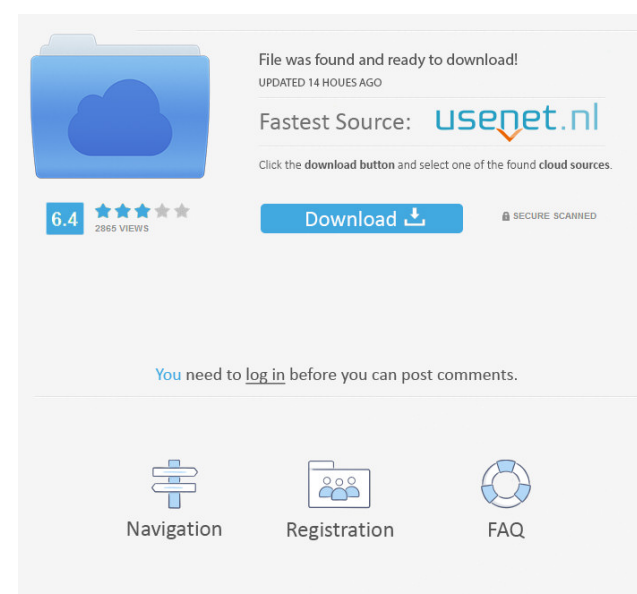 File was found and ready to download!
UPDATED 14 HOUES AGO
Fastest Source: usenet.nl
Click the download button and select one of the found cloud sources.
6.4
2865 VIEWS
Download
SECURE SCANNED
You need to log in before you can post comments.
Navigation
Registration
FAQ